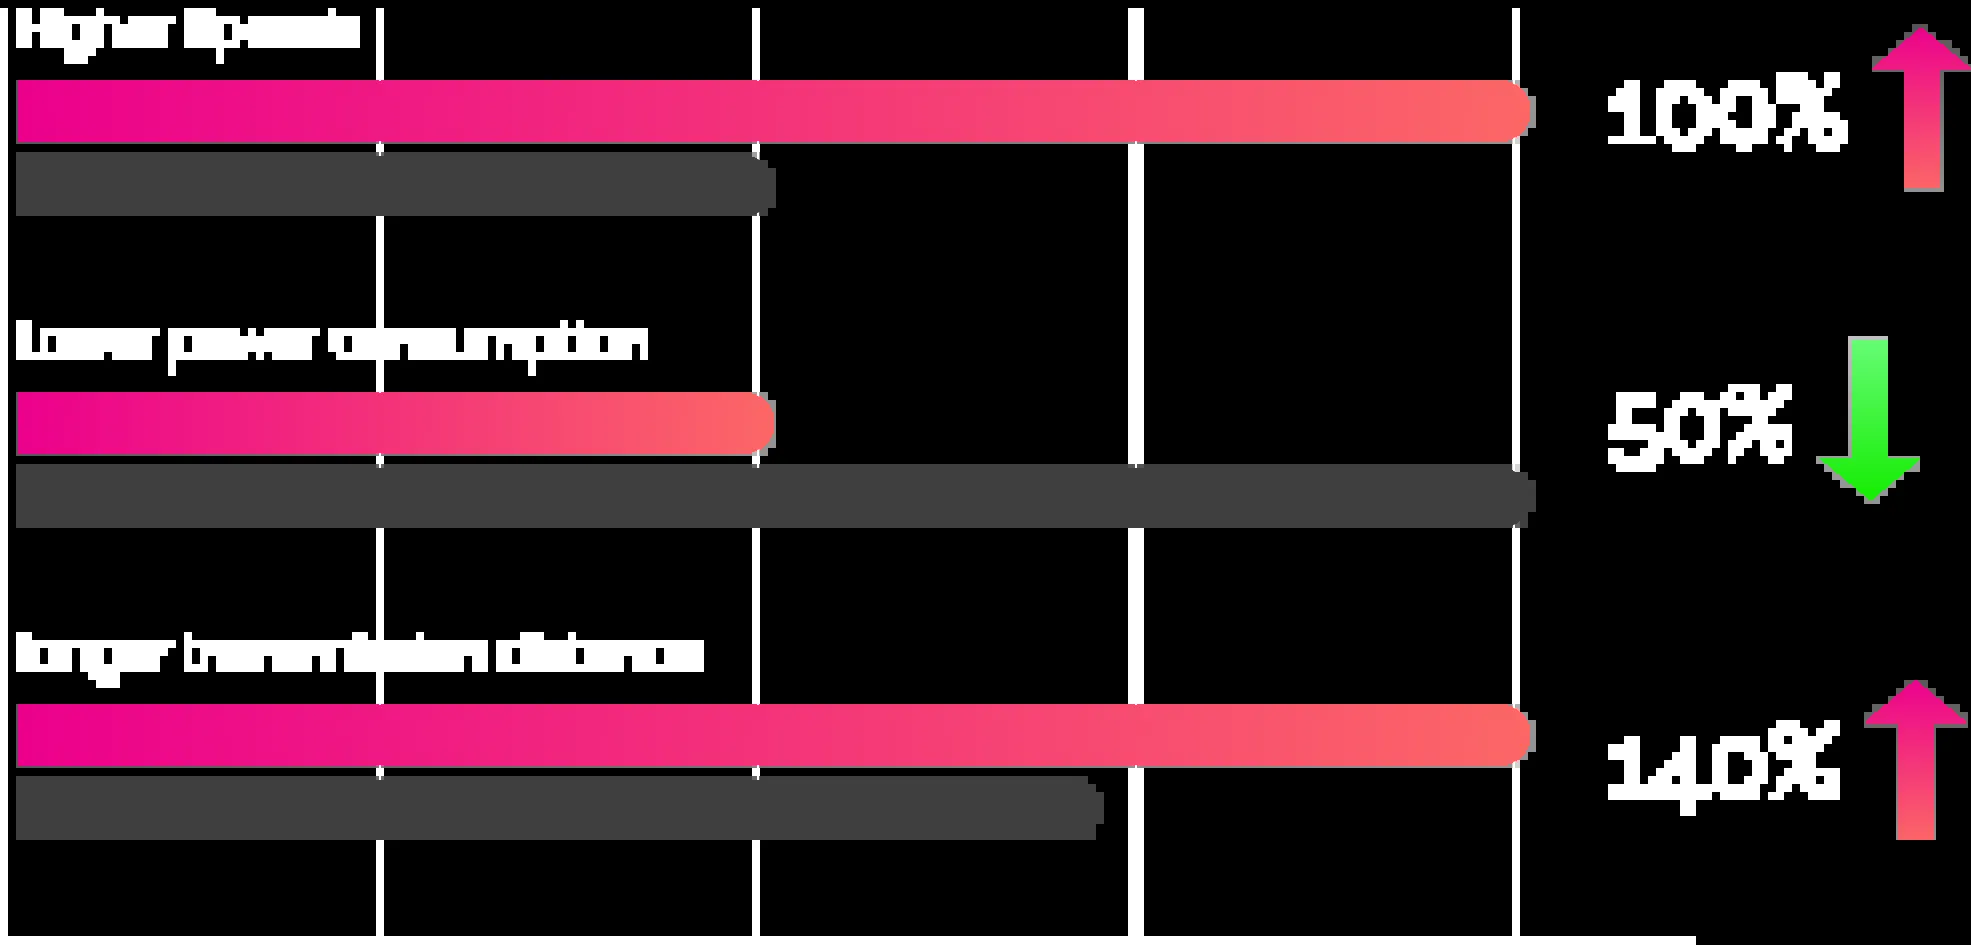 Higher Speeds
100%
Lower power consumption
50%
longer transmission distance
140%